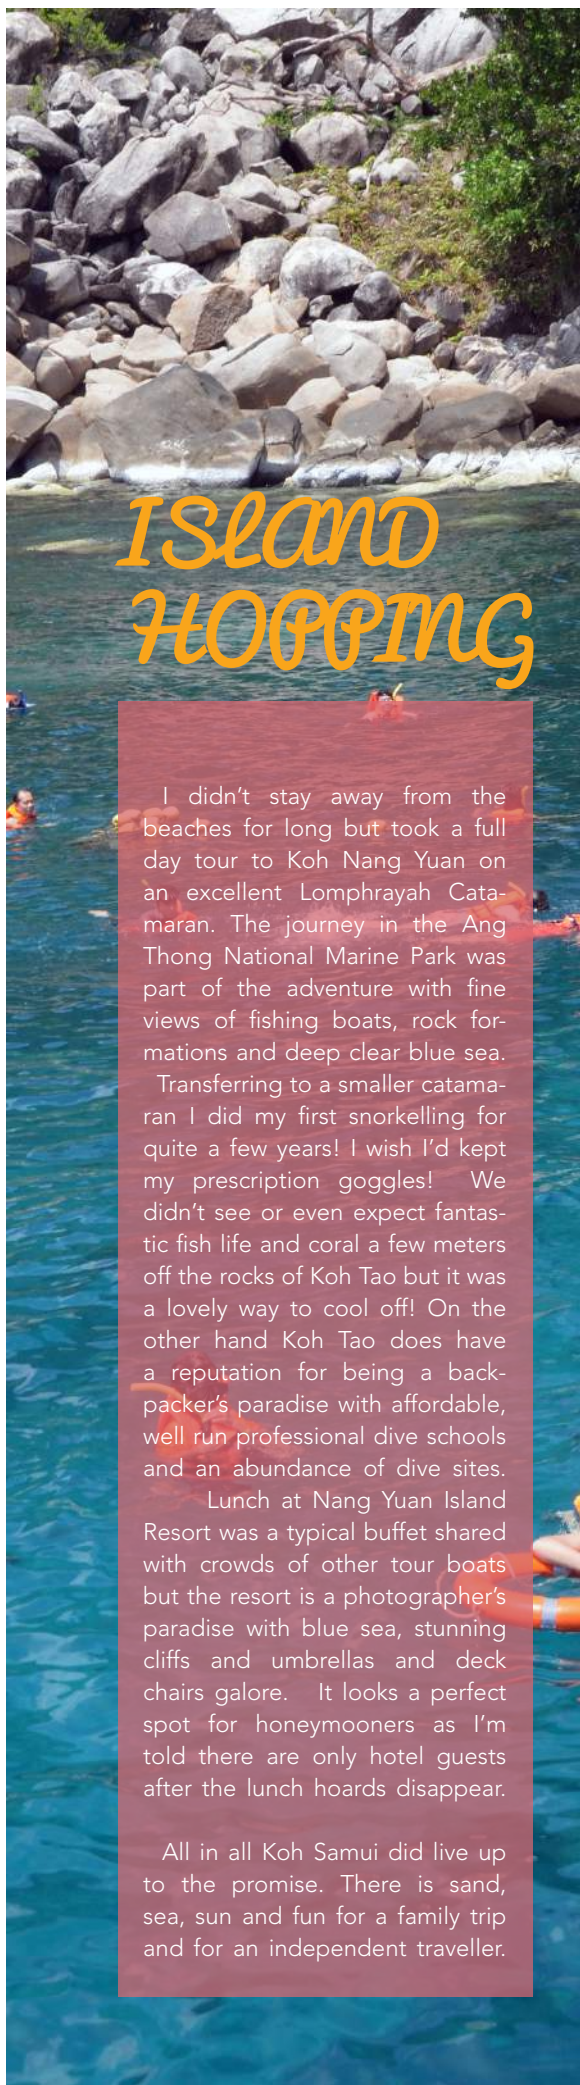 ISLAND
HOPPING
I didn't stay away from the
beaches for long but took a full
day tour to Koh Nang Yuan on
an excellent Lomphrayah Cata-
maran. The journey in the Ang
Thong National Marine Park was
part of the adventure with fine
views of fishing boats, rock for-
mations and deep clear blue sea.
Transferring to a smaller catama-
ran I did my first snorkelling for
quite a few years! I wish I'd kept
my prescription goggles! We
didn't see or even expect fantas-
tic fish life and coral a few meters
off the rocks of Koh Tao but it was
a lovely way to cool off! On the
other hand Koh Tao does have
a reputation for being a back-
packer's paradise with affordable,
well run professional dive schools
and an abundance of dive sites.
Lunch at Nang Yuan Island
Resort was a typical buffet shared
with crowds of other tour boats
but the resort is a photographer's
paradise with blue sea, stunning
cliffs and umbrellas and deck
chairs galore. It looks a perfect
spot for honeymooners as I'm
told there are only hotel guests
after the lunch hoards disappear.
All in all Koh Samui did live up
to the promise. There is sand,
sea, sun and fun for a family trip
and for an independent traveller.